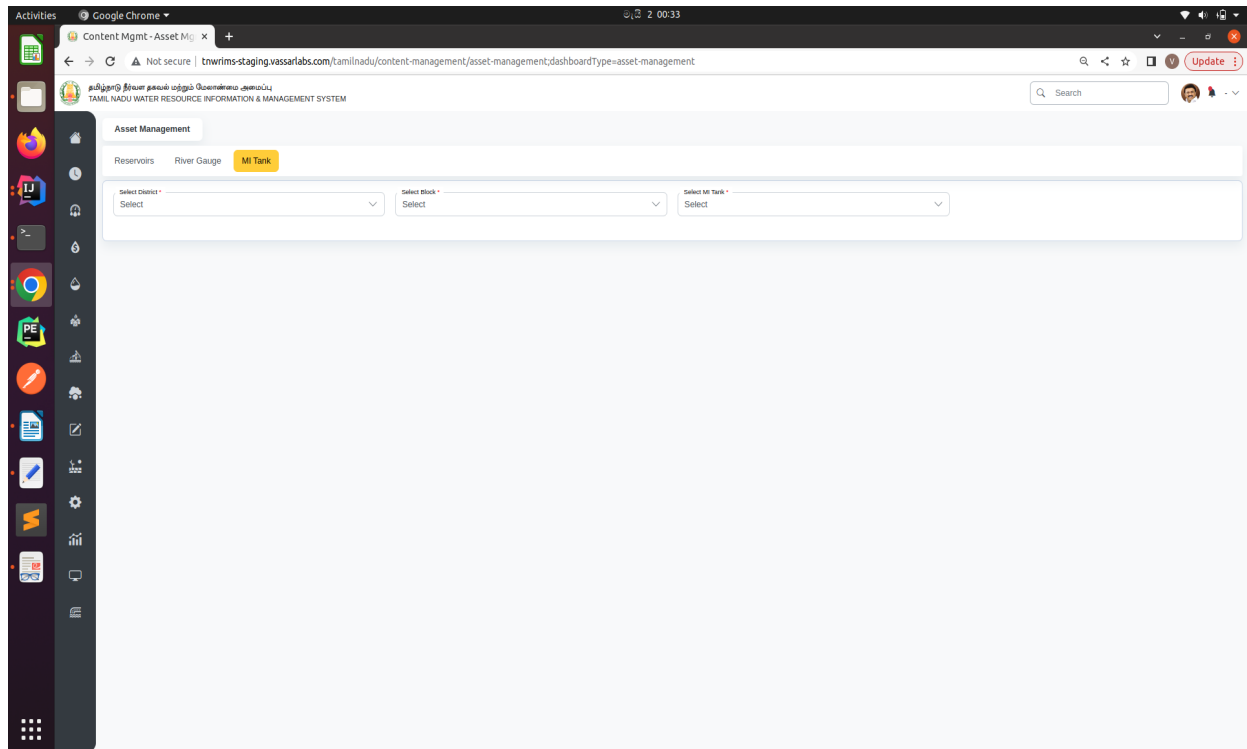 Activities Google Chrome මැයි 2 00:33
Content Mgmt - Asset Mg
Not secure | tnwrims-staging.vassarlabs.com/tamilnadu/content-management/asset-management;dashboardType=asset-management V Update
தமிழ்நாடு நீர்வள தகவல் மற்றும் மேலாண்மை அமைப்பு
TAMIL NADU WATER RESOURCE INFORMATION & MANAGEMENT SYSTEM
Search -
Asset Management
Reservoirs River Gauge MI Tank
Select District * Select Block * Select MI Tank *
Select Select Select
IJ
>_
PE